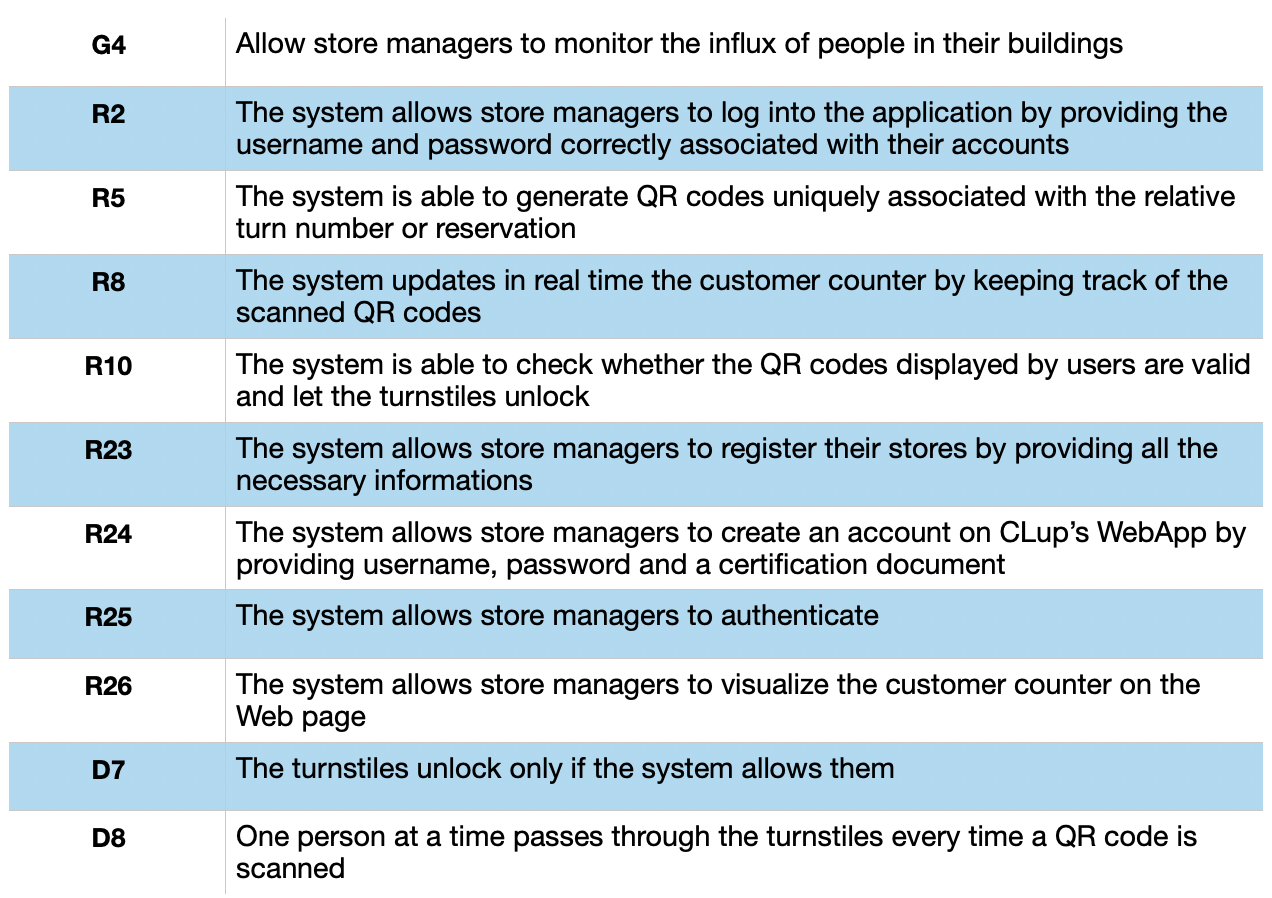 G4 Allow store managers to monitor the influx of people in their buildings
R2 The system allows store managers to log into the application by providing the
username and password correctly associated with their accounts
R5 The system is able to generate QR codes uniquely associated with the relative
turn number or reservation
R8 The system updates in real time the customer counter by keeping track of the
scanned QR codes
R10 The system is able to check whether the QR codes displayed by users are valid
and let the turnstiles unlock
R23 The system allows store managers to register their stores by providing all the
necessary informations
R24 The system allows store managers to create an account on CLup’s WebApp by
providing username, password and a certification document
R25 The system allows store managers to authenticate
R26 The system allows store managers to visualize the customer counter on the
Web page
D7 The turnstiles unlock only if the system allows them
D8 One person at a time passes through the turnstiles every time a QR code is
scanned